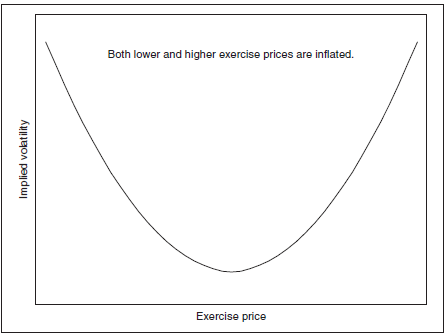 Both lower and higher exercise prices are inflated.
Implied volatility
Exercise price